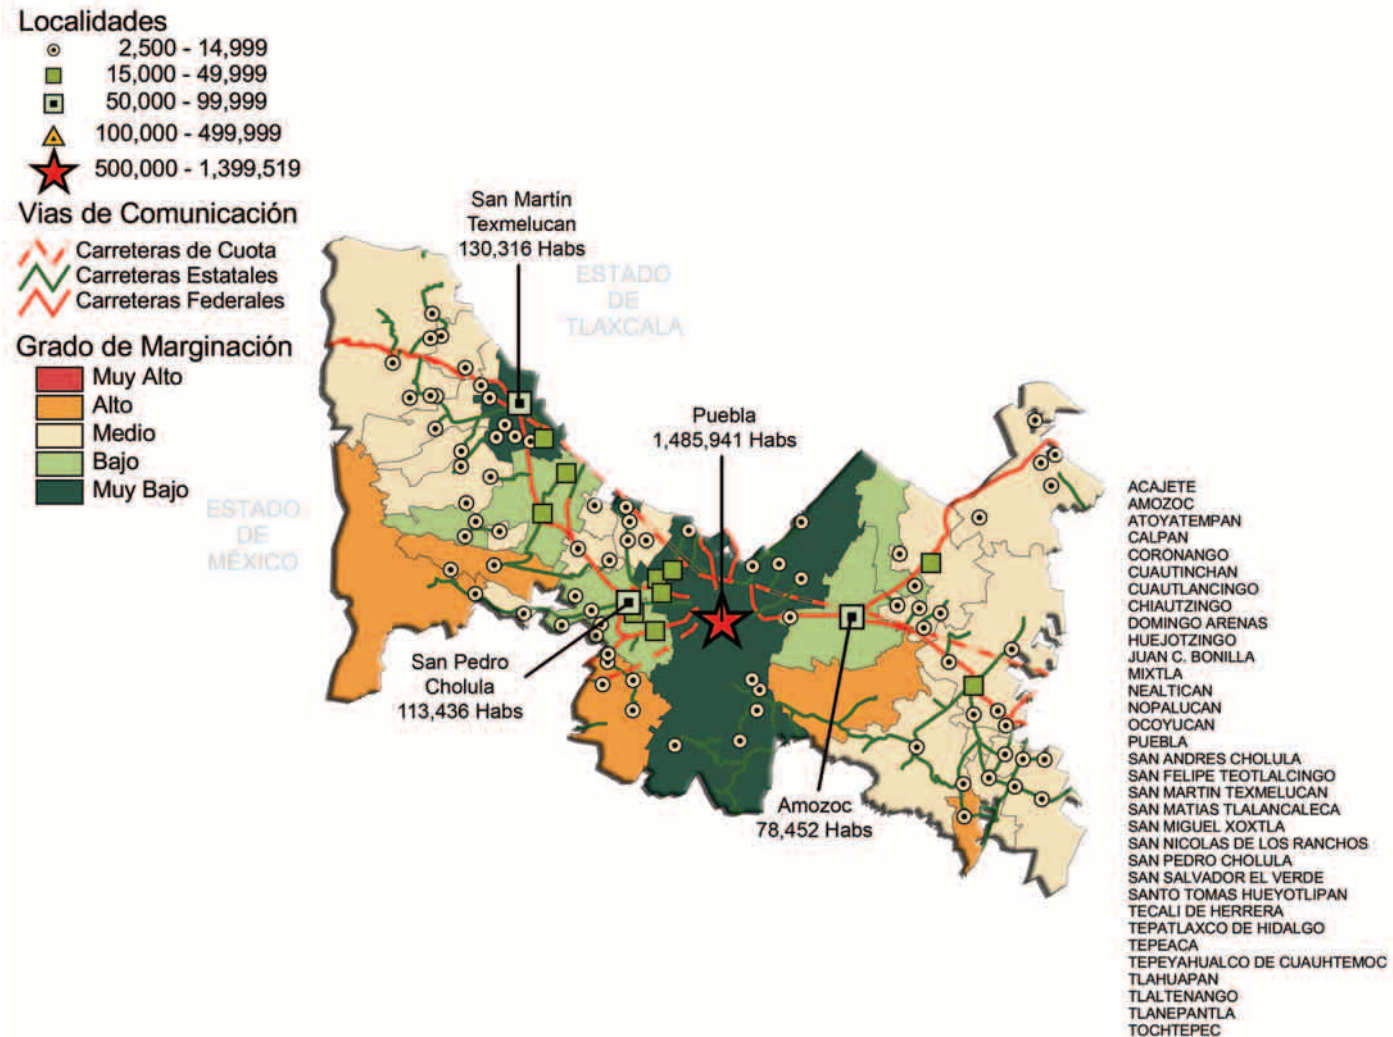 Localidades
2,500 - 14,999
15,000 - 49,999
50,000 - 99,999
100,000 - 499,999
500,000 - 1,399,519
Vias de Comunicación
Carreteras de Cuota
Carreteras Estatales
Carreteras Federales
Grado de Marginación
Muy Alto
Alto
Medio
Bajo
Muy Bajo
San Martín
Texmelucan
130,316 Habs
ESTADO
DE
TLAXCALA
Puebla
1,485,941 Habs
ESTADO
DE
MÉXICO
San Pedro
Cholula
113,436 Habs
Amozoc
78,452 Habs
ACAJETE
AMOZOC
ATOYATEMPAN
CALPAN
CORONANGO
CUAUTINCHAN
CUAUTLANCINGO
CHIAUTZINGO
DOMINGO ARENAS
HUEJOTZINGO
JUAN C. BONILLA
MIXTLA
NEALTICAN
NOPALUCAN
OCOYUCAN
PUEBLA
SAN ANDRES CHOLULA
SAN FELIPE TEOTLALCINGO
SAN MARTIN TEXMELUCAN
SAN MATIAS TLALANCALECA
SAN MIGUEL XOXTLA
SAN NICOLAS DE LOS RANCHOS
SAN PEDRO CHOLULA
SAN SALVADOR EL VERDE
SANTO TOMAS HUEYOTLIPAN
TECALI DE HERRERA
TEPATLAXCO DE HIDALGO
TEPEACA
TEPEYAHUALCO DE CUAUHTEMOC
TLAHUAPAN
TLALTENANGO
TLANEPANTLA
TOCHTEPEC